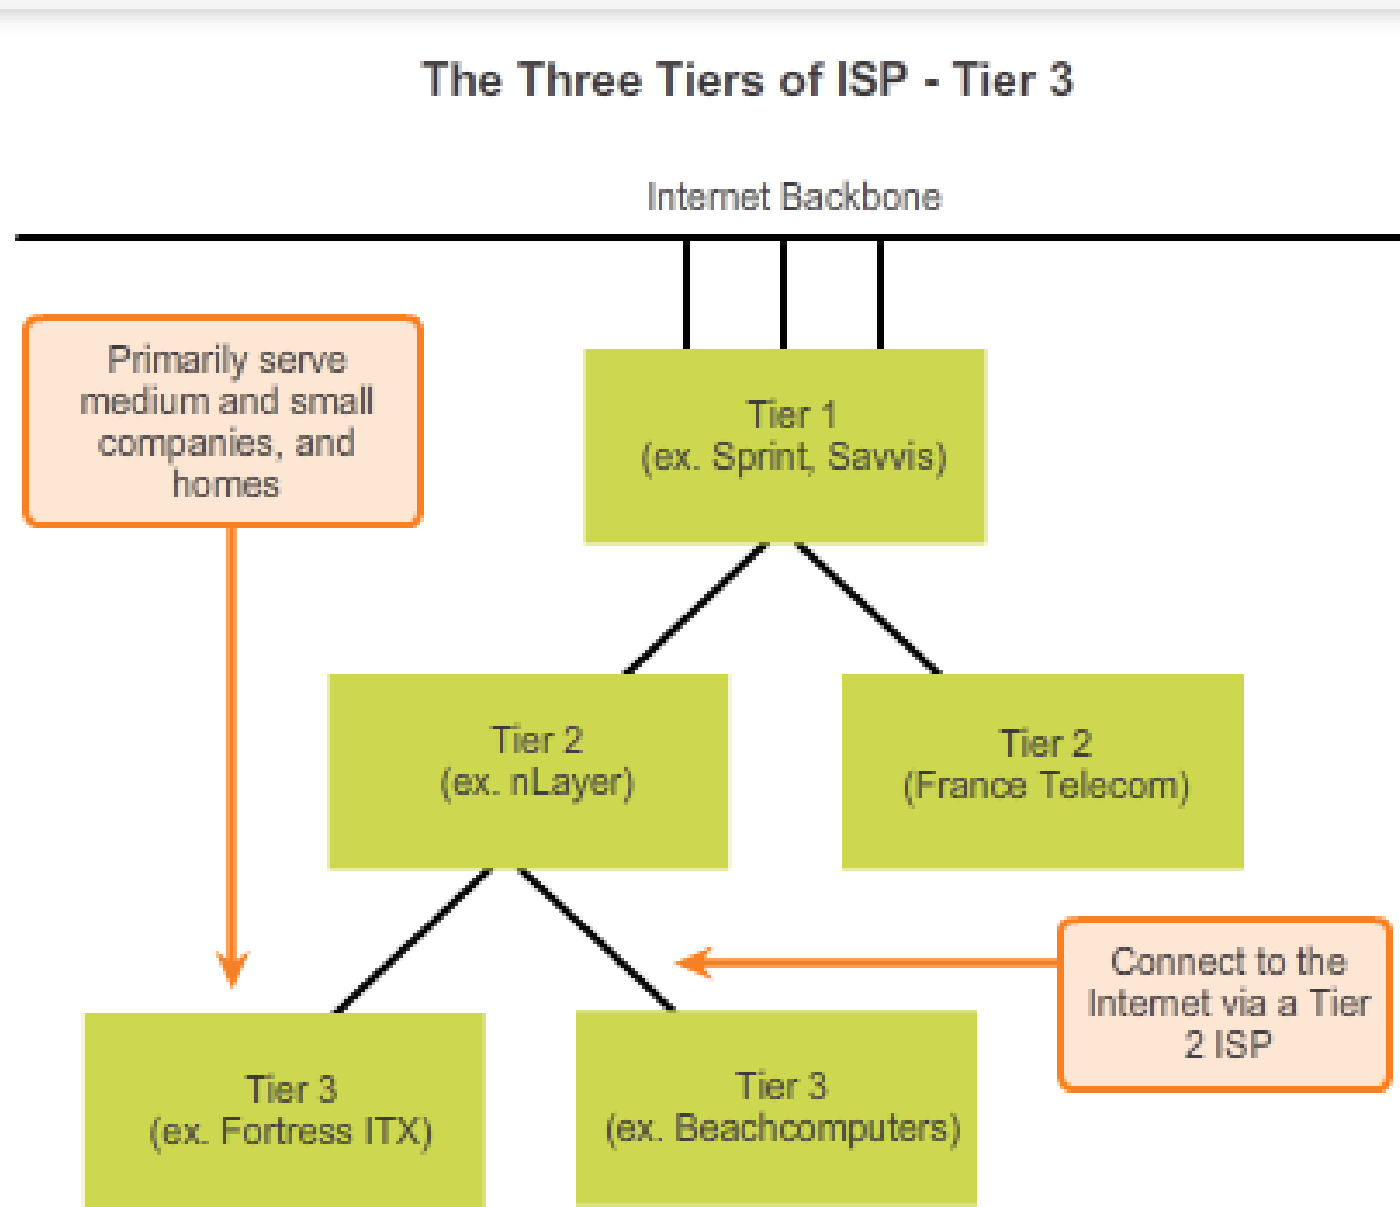 The Three Tiers of ISP - Tier 3
Internet Backbone
Primarily serve
medium and small
companies, and
homes
Tier 1
(ex. Sprint, Savvis)
Tier 2
(ex. nLayer)
Tier 2
(France Telecom)
Connect to the
Internet via a Tier
2 ISP
Tier 3
(ex. Fortress ITX)
Tier 3
(ex. Beachcomputers)